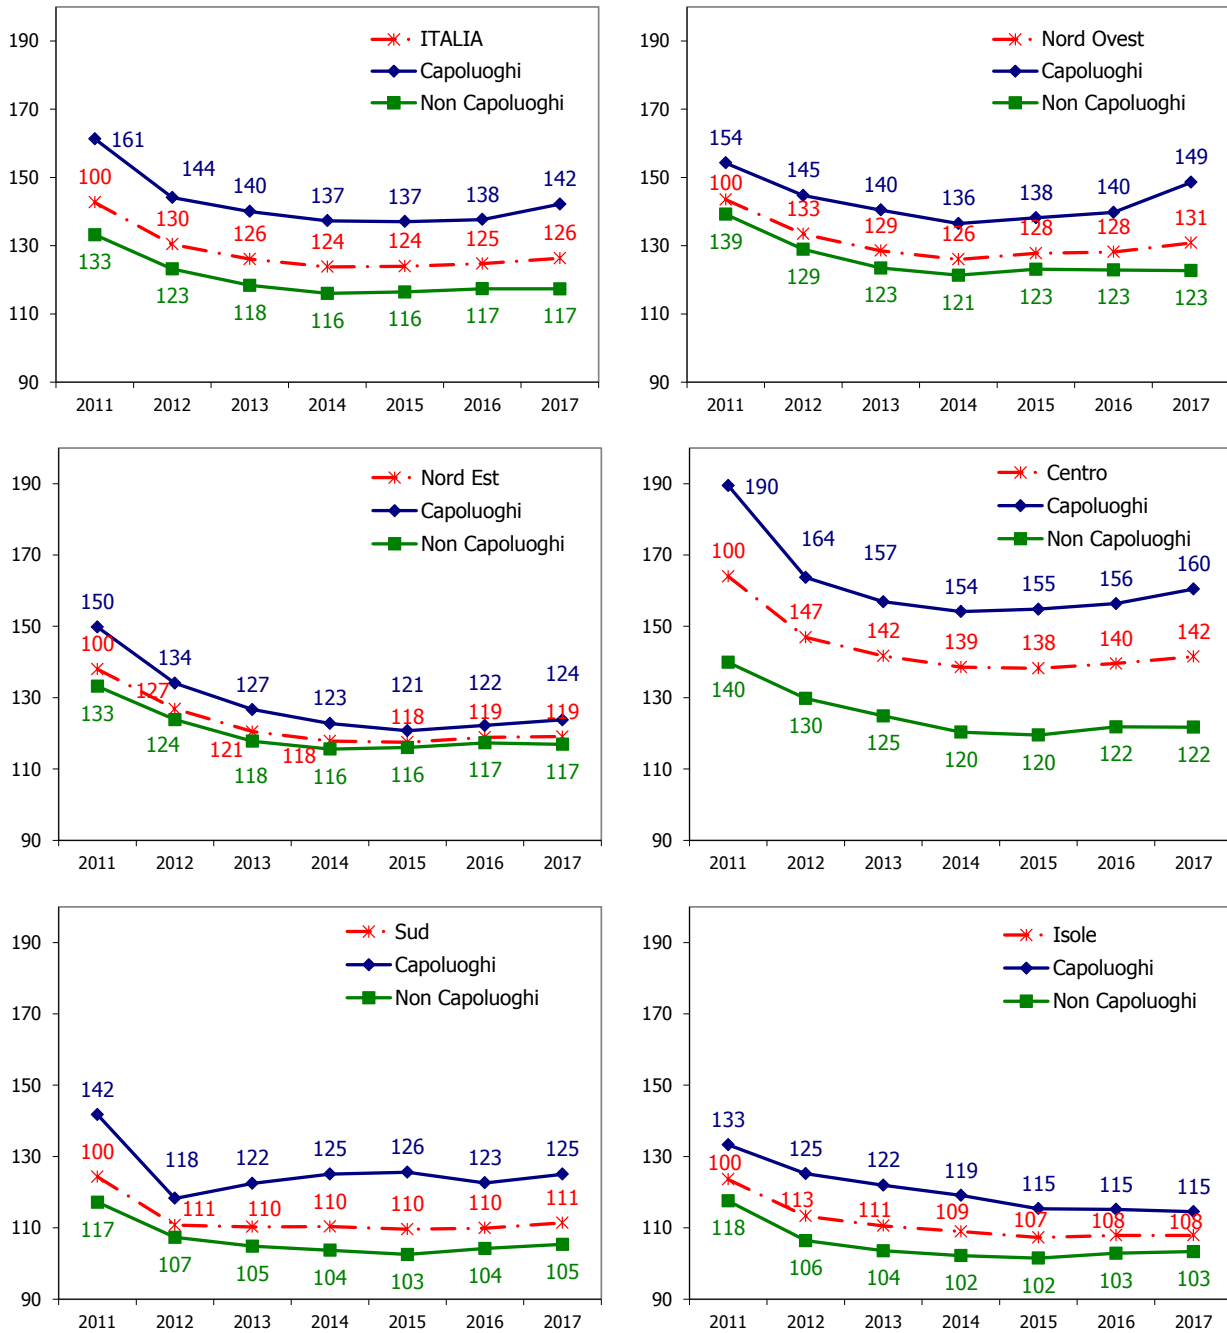 190
170
150
130
110
90
ITALIA
Capoluoghi
Non Capoluoghi
161 144 140 137 137 138 142
100 130 126 124 124 125 126
133 123 118 116 116 117 117
2011 2012 2013 2014 2015 2016 2017
190
170
150
130
110
90
Nord Ovest
Capoluoghi
Non Capoluoghi
154 145 140 136 138 140 149
100 133 129 126 128 128 131
139 129 123 121 123 123 123
2011 2012 2013 2014 2015 2016 2017
190
170
150
130
110
90
Nord Est
Capoluoghi
Non Capoluoghi
150 134 127 123 121 122 124
100 127 121 118 118 119 119
133 124 118 116 116 117 117
2011 2012 2013 2014 2015 2016 2017
190
170
150
130
110
90
Centro
Capoluoghi
Non Capoluoghi
190 164 157 154 155 156 160
100 147 142 139 138 140 142
140 130 125 120 120 122 122
2011 2012 2013 2014 2015 2016 2017
190
170
150
130
110
90
Sud
Capoluoghi
Non Capoluoghi
142 118 122 125 126 123 125
100 111 110 110 110 110 111
117 107 105 104 103 104 105
2011 2012 2013 2014 2015 2016 2017
190
170
150
130
110
90
Isole
Capoluoghi
Non Capoluoghi
133 125 122 119 115 115 115
100 113 111 109 107 108 108
118 106 104 102 102 103 103
2011 2012 2013 2014 2015 2016 2017